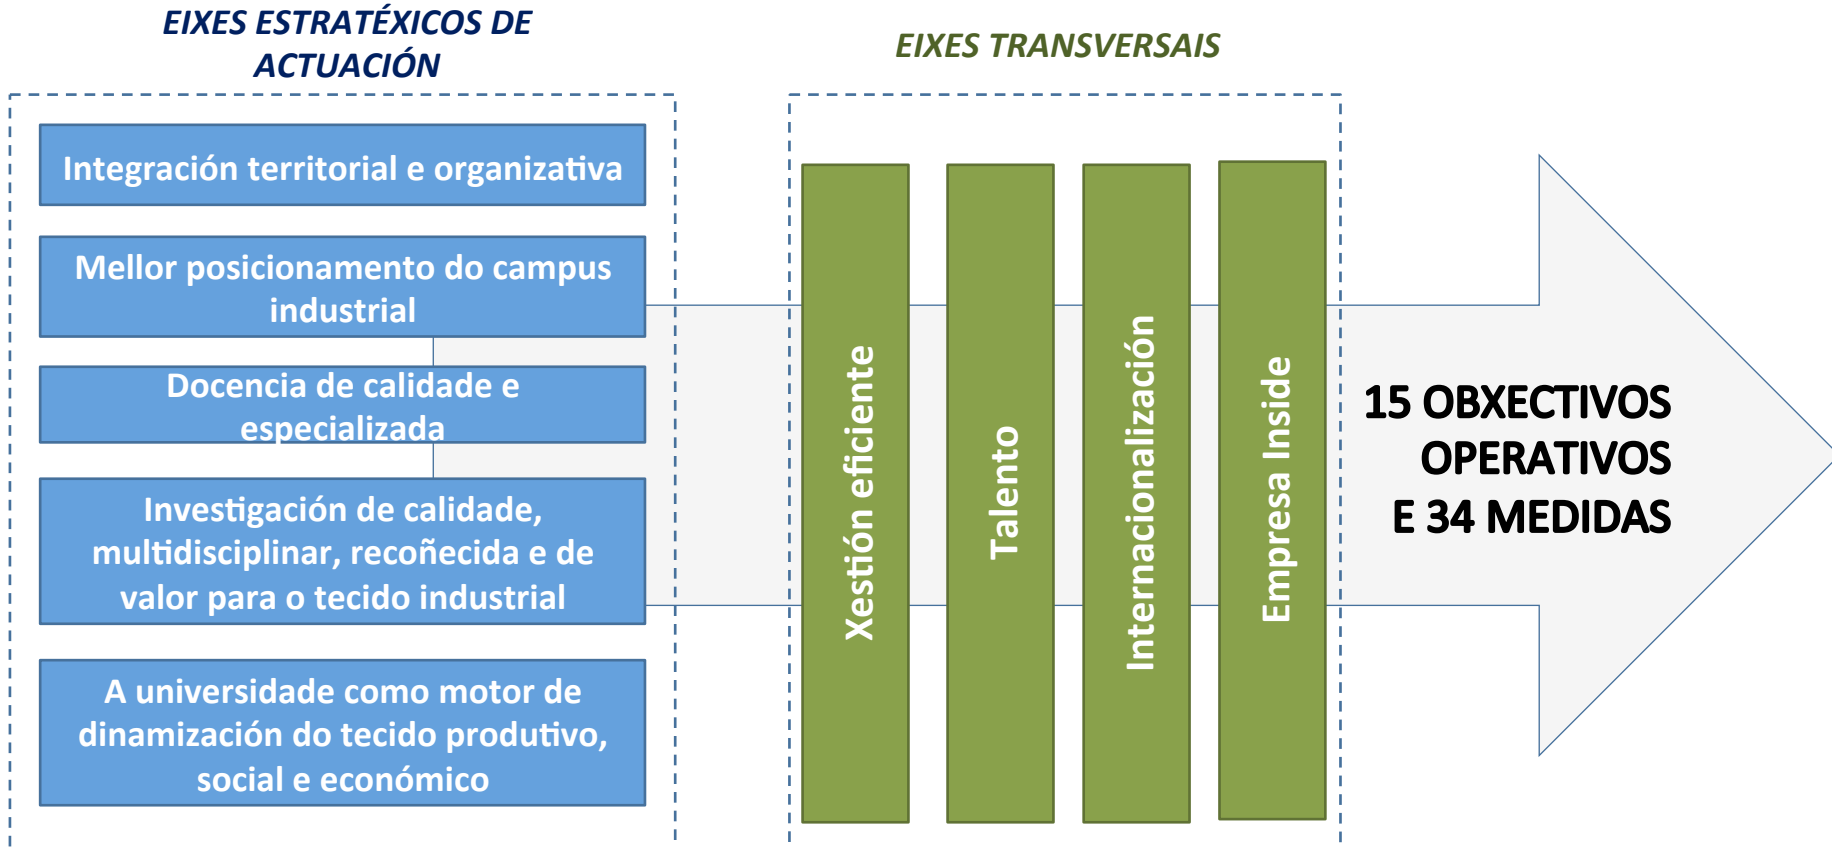 EIXES ESTRATÉXICOS DE
ACTUACIÓN
Integración territorial e organizativa
Mellor posicionamento do campus
industrial
Docencia de calidade e
especializada
Investigación de calidade,
multidisciplinar, recoñecida e de
valor para o tecido industrial
A universidade como motor de
dinamización do tecido produtivo,
social e económico
EIXES TRANSVERSAIS
Xestión eficiente
Talento
Internacionalización
Empresa Inside
15 OBXECTIVOS
OPERATIVOS
E 34 MEDIDAS